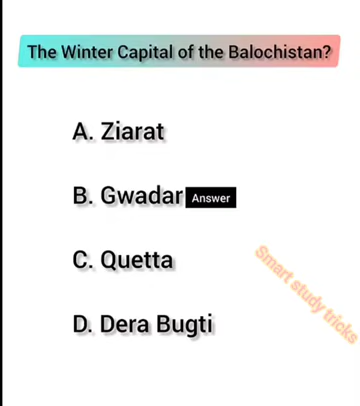 The Winter Capital of the Balochistan?
A. Ziarat
B. Gwadar Answer
C. Quetta
D. Dera Bugti
Smart study tricks